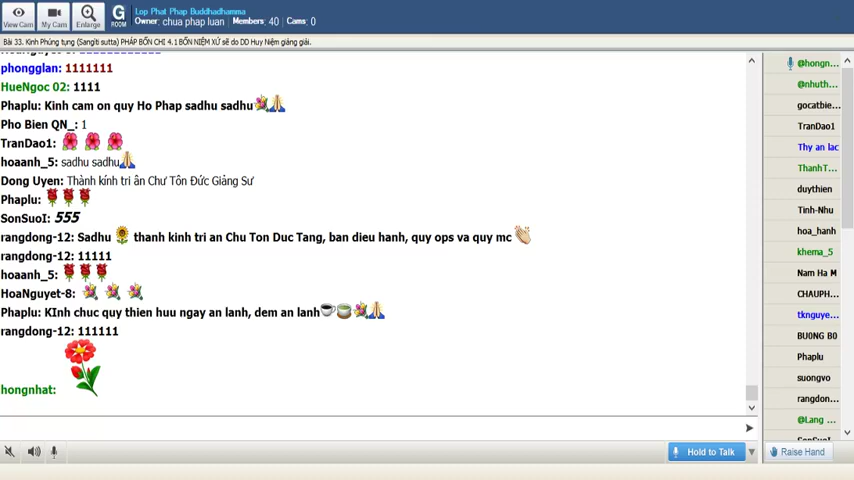 View Cam
My Cam
Enlarge
G
ROOM
Lop Phat Phap Buddhadhamma
Owner: chua phap luan Members: 40 Cams: 0
Bài 33. Kinh Phúng tụng (Sangiti sutta) PHÁP BỐN CHI 4.1 BỐN NIỆM XỨ sẽ do DD Huy Niệm giảng giải.
phongglan: 1111111
HueNgoc 02: 1111
Phaplu: Kinh cam on quy Ho Phap sadhu sadhu
Pho Bien QN_: 1
TranDao1:
hoaanh_5: sadhu sadhu
Dong Uyen: Thành kính tri ân Chư Tôn Đức Giảng Sư
Phaplu:
SonSuoI: 555
rangdong-12: Sadhu thanh kinh tri an Chu Ton Duc Tang, ban dieu hanh, quy ops va quy mc
rangdong-12: 11111
hoaanh_5:
HoaNguyet-8:
Phaplu: KInh chuc quy thien huu ngay an lanh, dem an lanh
rangdong-12: 111111
hongnhat:
@hongn...
@nhuth...
gocatbie...
TranDao1
Thy an lac
ThanhT...
duythien
Tinh-Nhu
hoa_hanh
khema_5
Nam Ha M
CHAUPH...
tknguye...
BUONG BO
Phaplu
suongvo
rangdon...
@Lang ...
Hold to Talk
Raise Hand